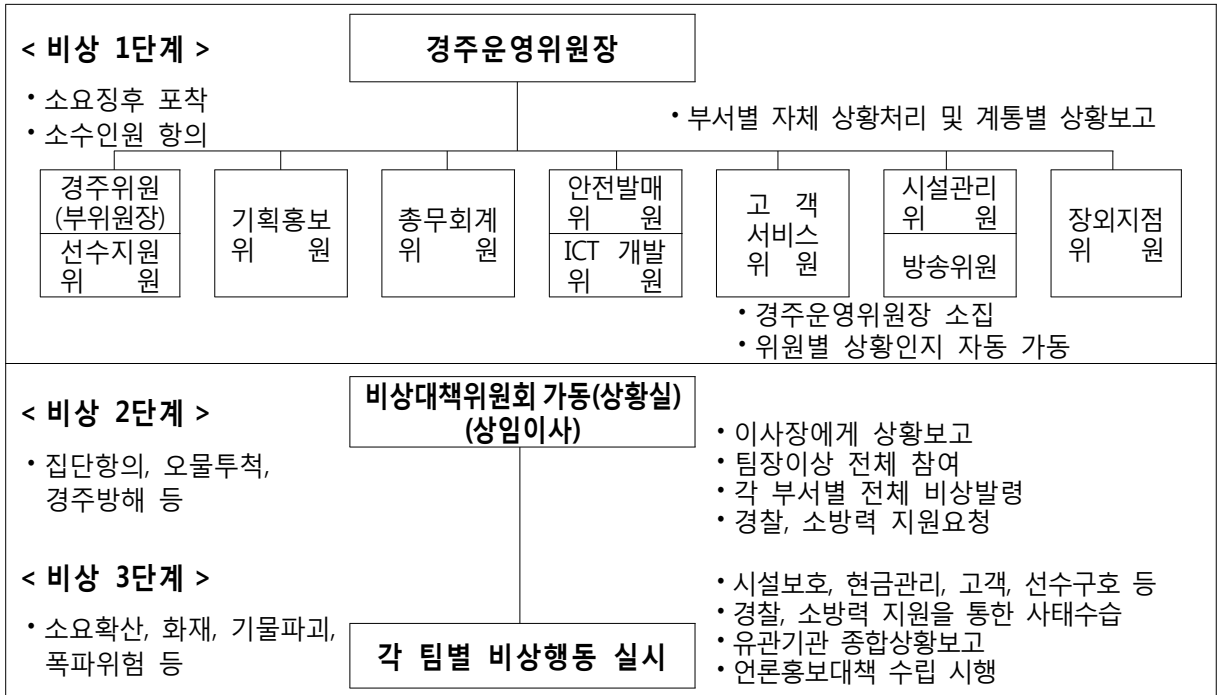 < 비상 1단계 >
경주운영위원장
• 소요징후 포착
• 소수인원 항의
• 부서별 자체 상황처리 및 계통별 상황보고
경주위원
(부위원장)
선수지원
위 원
기획홍보
위 원
총무회계
위 원
안전발매
위 원
ICT 개발
위 원
고 객
서비스
위 원
시설관리
위 원
방송위원
장외지점
위 원
• 경주운영위원장 소집
• 위원별 상황인지 자동 가동
< 비상 2단계 >
비상대책위원회 가동(상황실)
(상임이사)
• 집단항의, 오물투척,
경주방해 등
• 이사장에게 상황보고
• 팀장이상 전체 참여
• 각 부서별 전체 비상발령
• 경찰, 소방력 지원요청
< 비상 3단계 >
• 소요확산, 화재, 기물파괴,
폭파위험 등
각 팀별 비상행동 실시
• 시설보호, 현금관리, 고객, 선수구호 등
• 경찰, 소방력 지원을 통한 사태수습
• 유관기관 종합상황보고
• 언론홍보대책 수립 시행